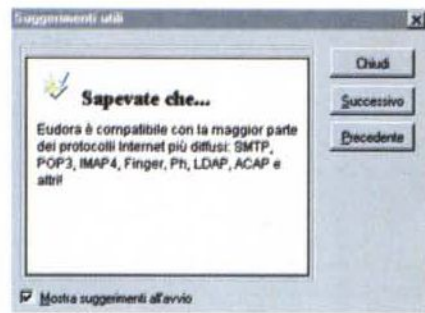 Suggerimenti utili
Sapevate che...
Eudora è compatibile con la maggior parte
dei protocolli Internet più diffusi: SMTP,
POP3, IMAP4, Finger, Ph, LDAP, ACAP e
altri!
Chiudi
Successivo
Precedente
Mostra suggerimenti all'avvio